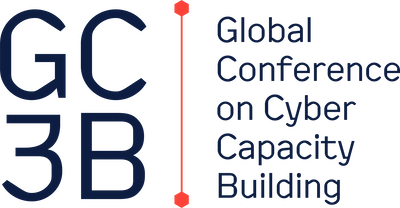 GC
3B
Global
Conference
on Cyber
Capacity
Building